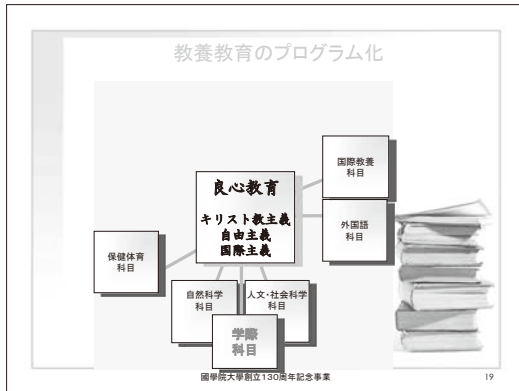 教養教育のプログラム化
国際教養
科目
良心教育
キリスト教主義
自由主義
国際主義
外国語
科目
保健体育
科目
自然科学
科目
人文・社会科学
科目
学際
科目
國學院大學創立130周年記念事業
19